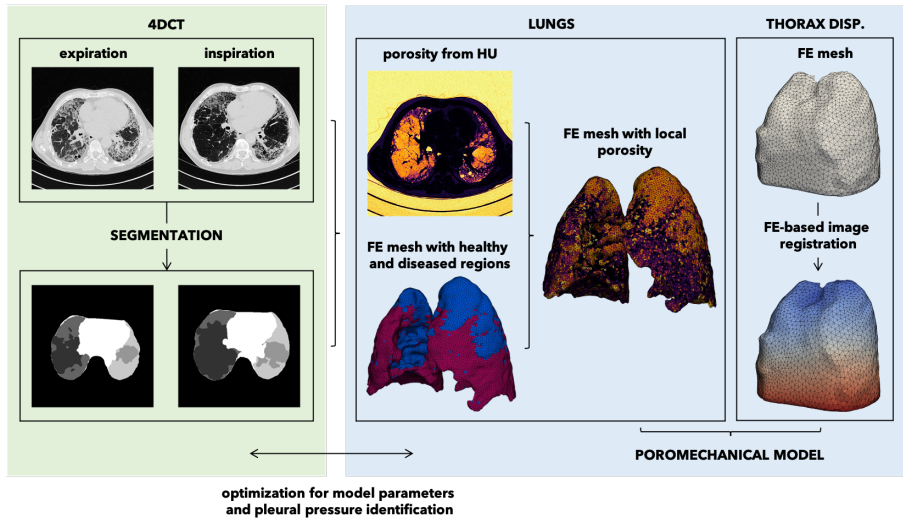 4DCT
expiration
inspiration
SEGMENTATION
LUNGS
porosity from HU
FE mesh with local
porosity
FE mesh with healthy
and diseased regions
THORAX DISP.
FE mesh
FE-based image
registration
POROMECHANICAL MODEL
optimization for model parameters
and pleural pressure identification